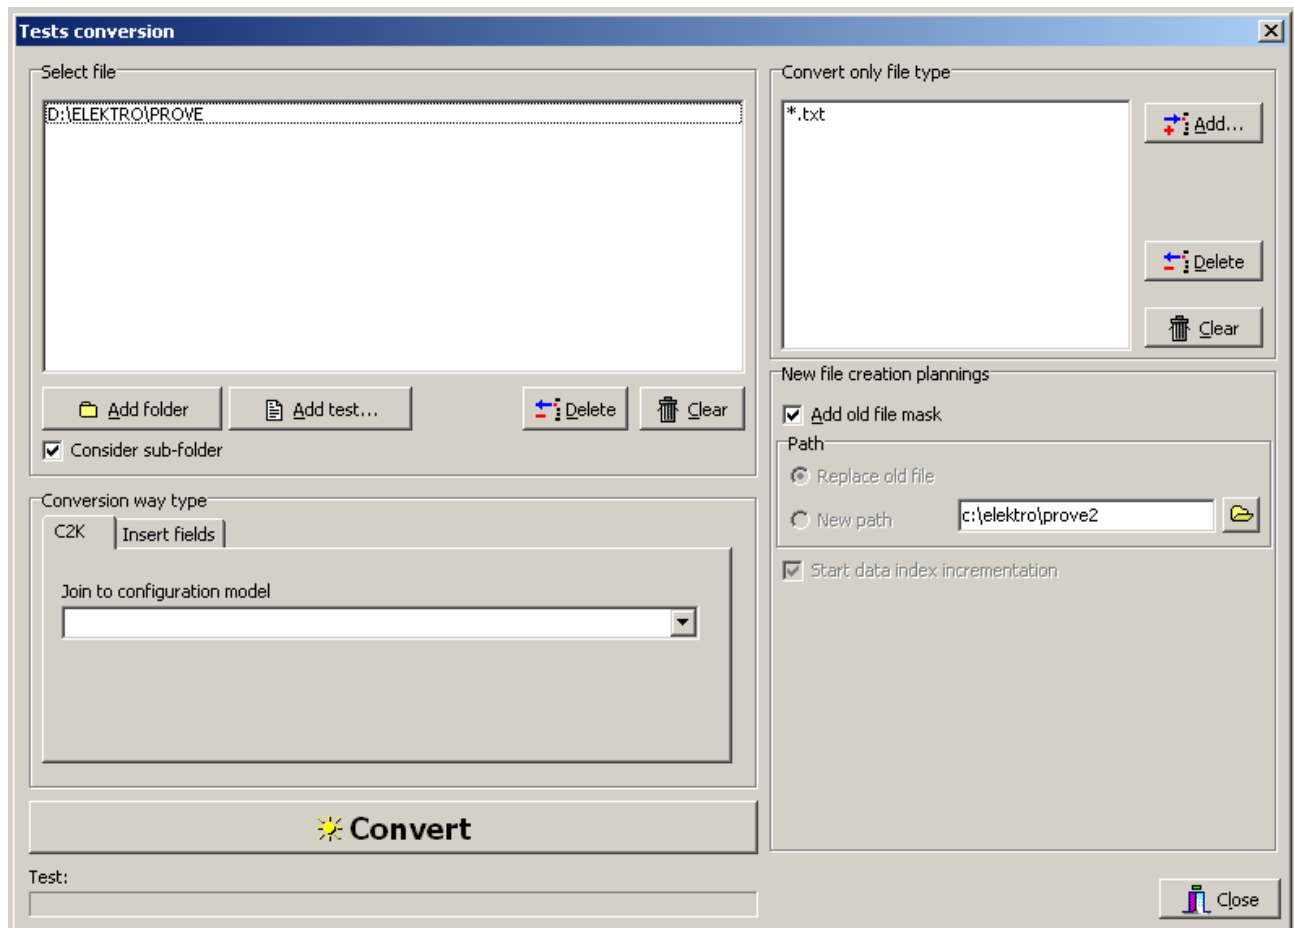 Tests conversion
Select file
D:\ELEKTRO\PROVE
Add folder
Add test...
Delete
Clear
Consider sub-folder
Conversion way type
C2K
Insert fields
Join to configuration model
Convert
Test:
Convert only file type
*.txt
Add...
Delete
Clear
New file creation plannings
Add old file mask
Path
Replace old file
New path
c:\elektro\prove2
Start data index incrementation
Close